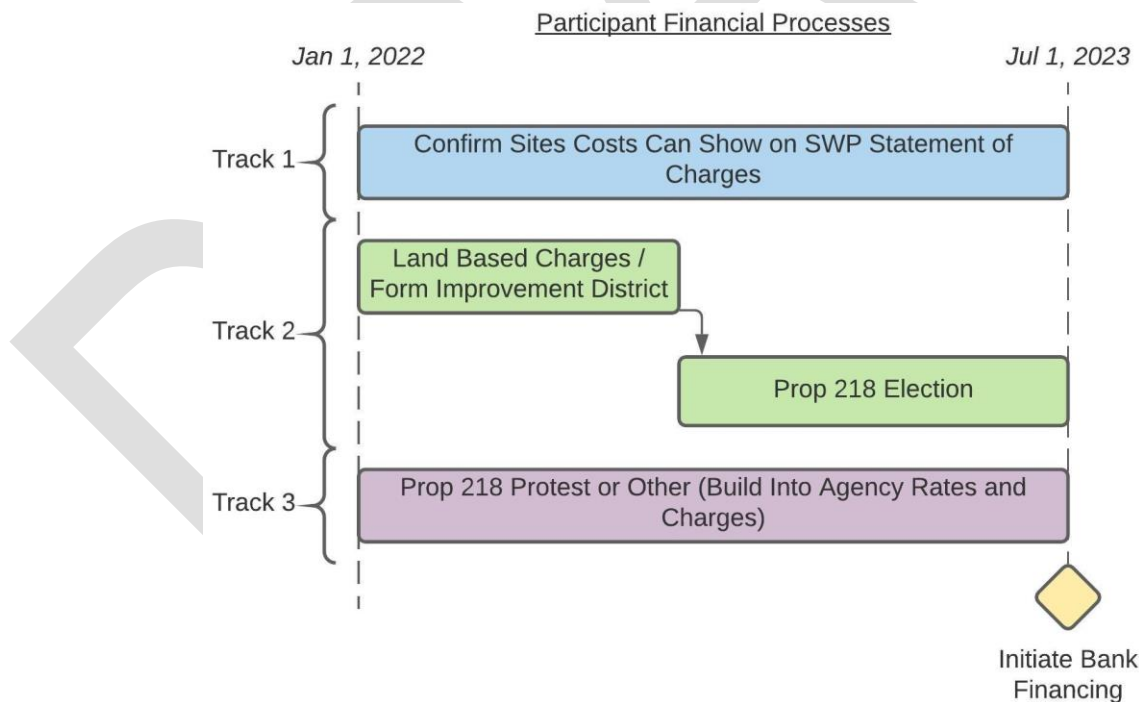 Participant Financial Processes
Jan 1, 2022
Jul 1, 2023
Track 1
Confirm Sites Costs Can Show on SWP Statement of
Charges
Track 2
Land Based Charges /
Form Improvement District
Prop 218 Election
Track 3
Prop 218 Protest or Other (Build Into Agency Rates and
Charges)
Initiate Bank
Financing